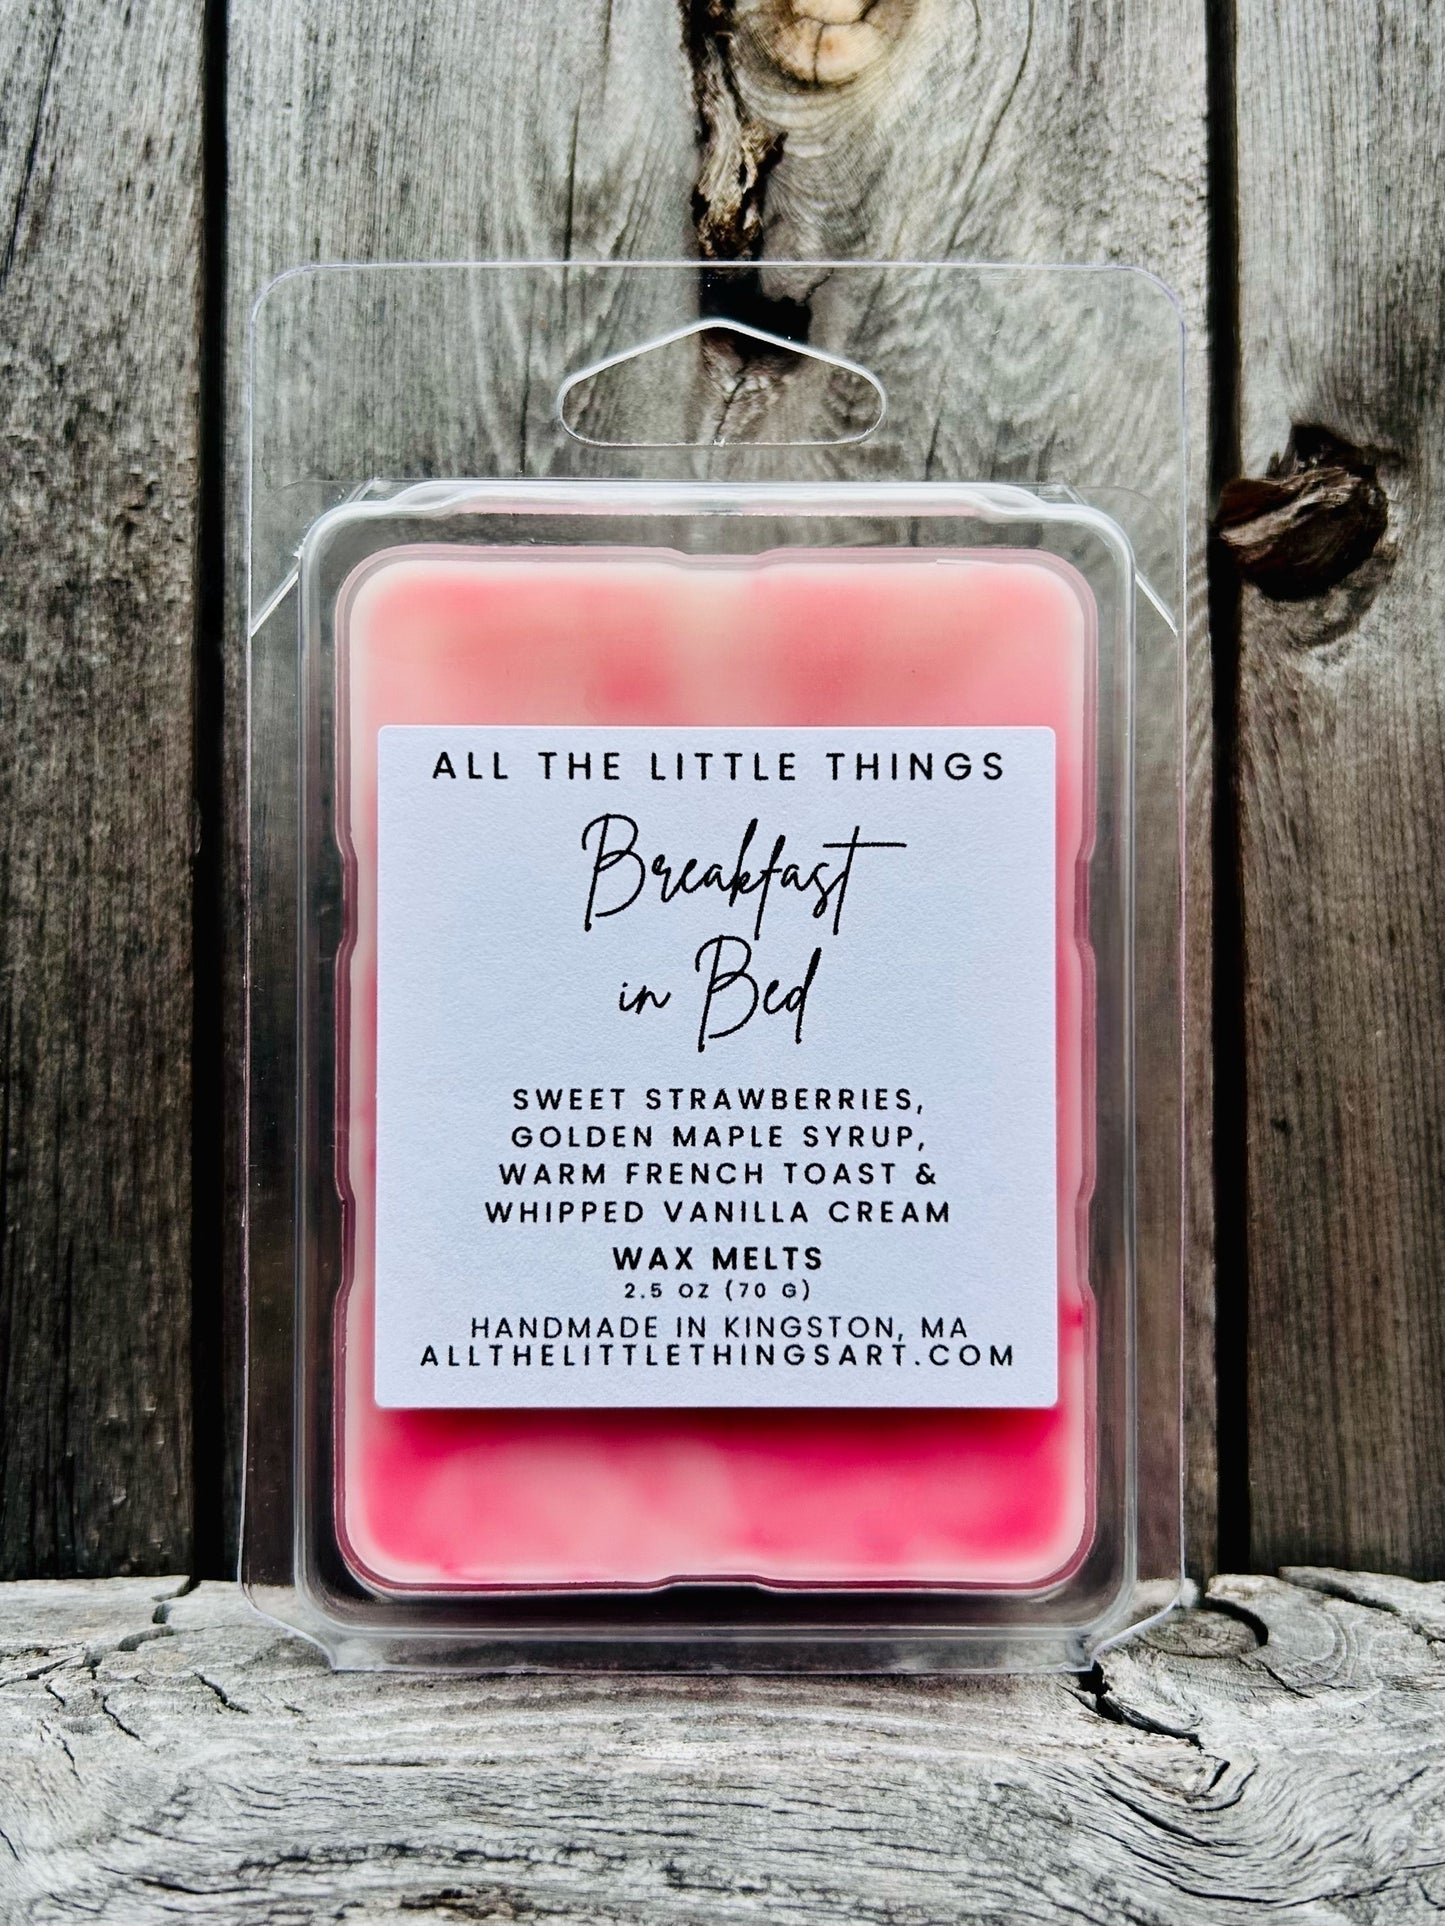 ALL THE LITTLE THINGS
Breakfast
in Bed
SWEET STRAWBERRIES,
GOLDEN MAPLE SYRUP,
WARM FRENCH TOAST &
WHIPPED VANILLA CREAM
WAX MELTS
2.5 OZ (70 G)
HANDMADE IN KINGSTON, MA
ALLTHELITTLETHINGSART.COM